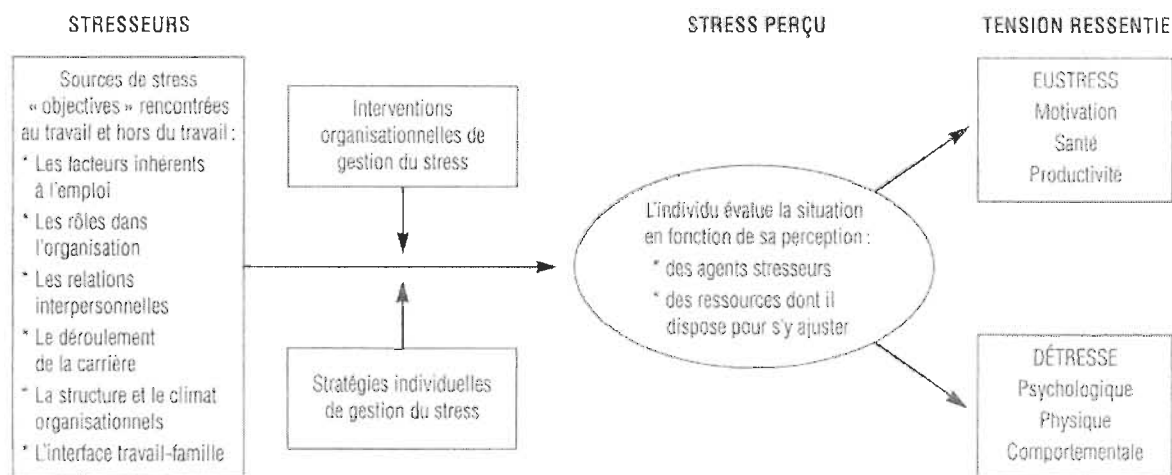 STRESSEURS
Sources de stress
« objectives » rencontrées
au travail et hors du travail :
* Les facteurs inhérents
à l'emploi
* Les rôles dans
l'organisation
* Les relations
interpersonnelles
* Le déroulement
de la carrière
* La structure et le climat
organisationnels
* L'interface travail-famille
Interventions
organisationnelles de
gestion du stress
Stratégies individuelles
de gestion du stress
STRESS PERÇU
L'individu évalue la situation
en fonction de sa perception :
* des agents stresseurs
* des ressources dont il
dispose pour s'y ajuster
TENSION RESSENTIE
EUSTRESS
Motivation
Santé
Productivité
DÉTRESSE
Psychologique
Physique
Comportementale